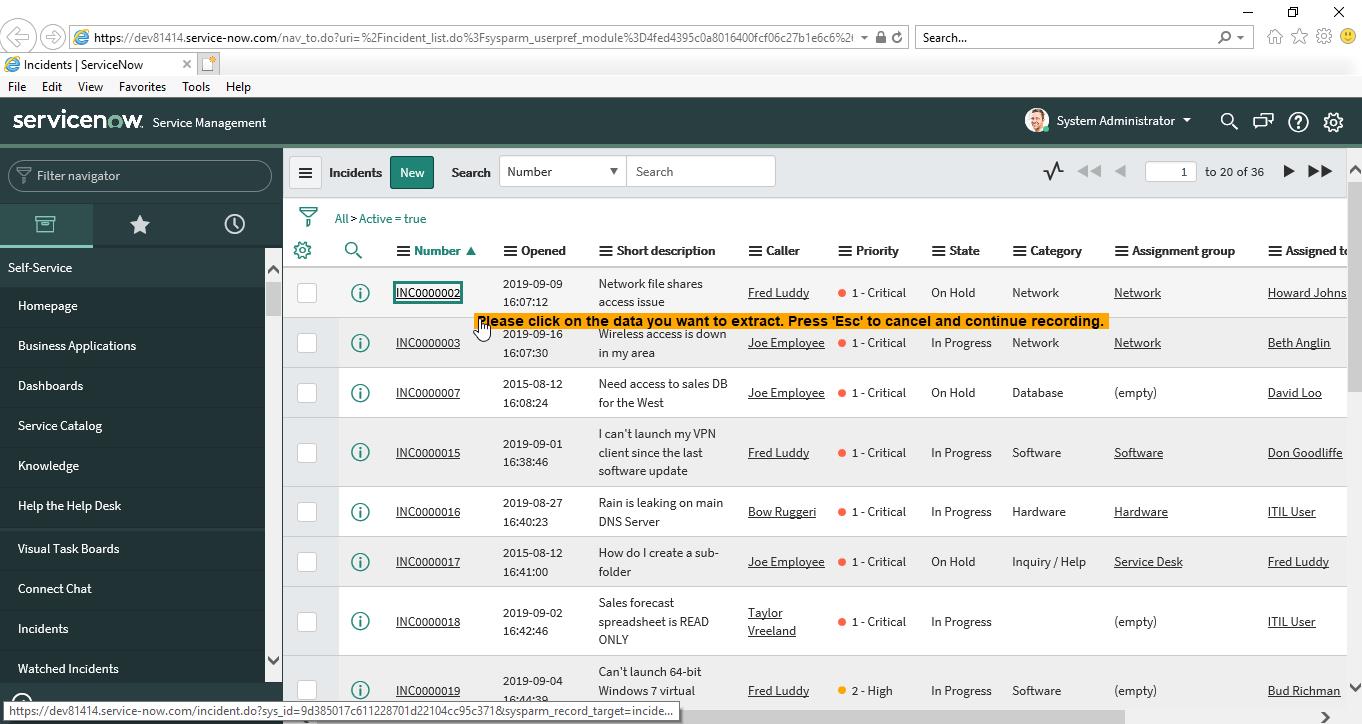 https://dev81414.service-now.com/nav_to.do?uri=%2Fincident_list.do%3Fsysparm_userpref_module%3D4fed4395c0a8016400fcf06c27b1e6c6%2
Search...
Incidents | ServiceNow
File Edit View Favorites Tools Help
servicenow Service Management
System Administrator
Filter navigator
Incidents New Search Number Search
1 to 20 of 36
All > Active = true
Number Opened Short description Caller Priority State Category Assignment group Assigned to
Self-Service
Homepage
Business Applications
Dashboards
Service Catalog
Knowledge
Help the Help Desk
Visual Task Boards
Connect Chat
Incidents
Watched Incidents
INC0000002 2019-09-09 16:07:12 Network file shares access issue Fred Luddy 1 - Critical On Hold Network Network Howard Johns
Please click on the data you want to extract. Press 'Esc' to cancel and continue recording.
INC0000003 2019-09-16 16:07:30 Wireless access is down in my area Joe Employee 1 - Critical In Progress Network Network Beth Anglin
INC0000007 2015-08-12 16:08:24 Need access to sales DB for the West Joe Employee 1 - Critical On Hold Database (empty) David Loo
INC0000015 2019-09-01 16:38:46 I can't launch my VPN client since the last software update Fred Luddy 1 - Critical In Progress Software Software Don Goodliffe
INC0000016 2019-08-27 16:40:23 Rain is leaking on main DNS Server Bow Ruggeri 1 - Critical In Progress Hardware Hardware ITIL User
INC0000017 2015-08-12 16:41:00 How do I create a sub-folder Joe Employee 1 - Critical On Hold Inquiry / Help Service Desk Fred Luddy
INC0000018 2019-09-02 16:42:46 Sales forecast spreadsheet is READ ONLY Taylor Vreeland 1 - Critical In Progress (empty) ITIL User
INC0000019 2019-09-04 16:44:39 Can't launch 64-bit Windows 7 virtual Fred Luddy 2 - High In Progress Software (empty) Bud Richman
https://dev81414.service-now.com/incident.do?sys_id=9d385017c611228701d22104cc95c371&sysparm_record_target=incide...